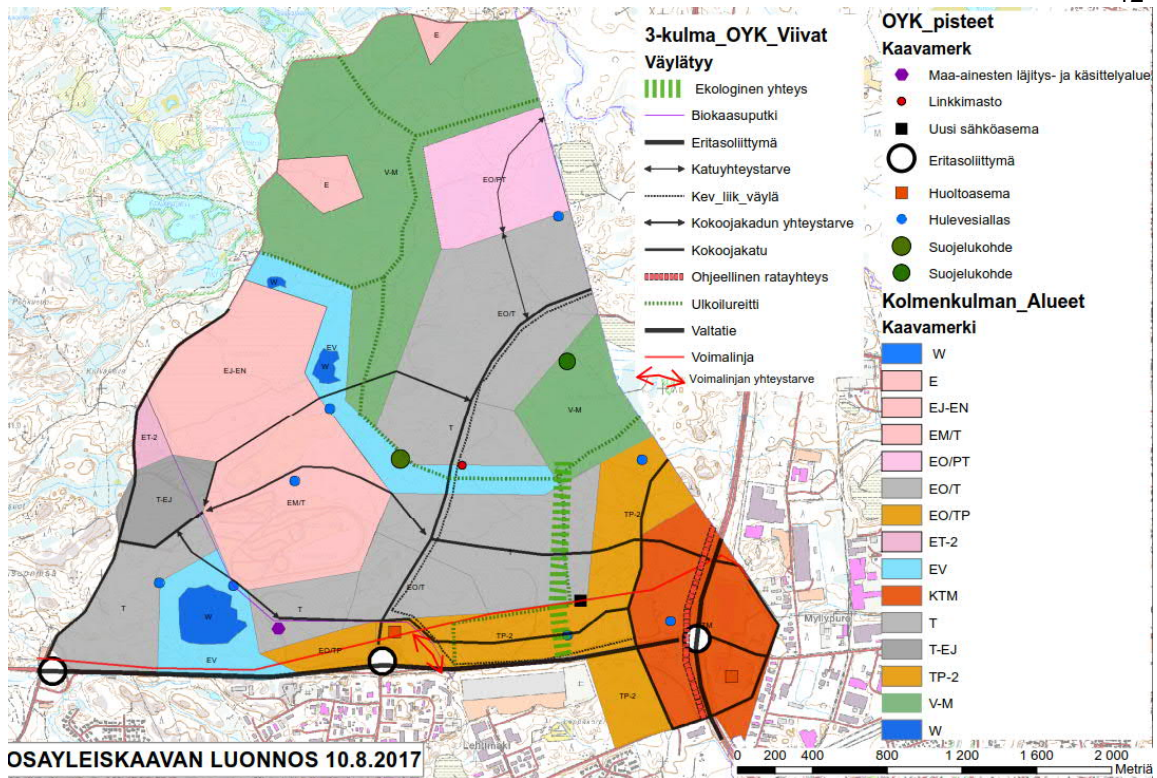 3-kulma_OYK_Viivat
Väylätyy
Ekologinen yhteys
Biokaasuputki
Eritasoliittymä
Katuyhteystarve
Kev_liik_väylä
Kokoojakadun yhteystarve
Kokoojakatu
Ohjeellinen ratayhteys
Ulkoilureitti
Valtatie
Voimalinja
Voimalinjan yhteystarve
OYK_pisteet
Kaavamerk
Maa-ainesten läjitys- ja käsittelyalue
Linkkimasto
Uusi sähköasema
Eritasoliittymä
Huoltoasema
Hulevesiallas
Suojelukohde
Suojelukohde
Kolmenkulman_Alueet
Kaavamerki
W
E
EJ-EN
EM/T
EO/PT
EO/T
EO/TP
ET-2
EV
KTM
T
T-EJ
TP-2
V-M
W
E
V-M
E
EO/PT
W
EO/T
EV
W
EJ-EN
V-M
ET-2
T
T-EJ
EM/T
TP-2
T
EO/T
W
T
T
EV
EO/TP
TP-2
TP-2
Myllypuro
Lehtimäki
OSAYLEISKAAVAN LUONNOS 10.8.2017
0 200 400 800 1 200 1 600 2 000
Metriä